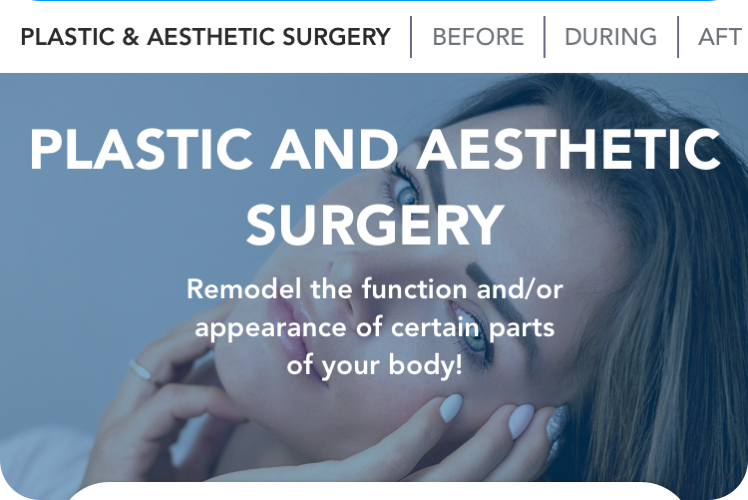 PLASTIC & AESTHETIC SURGERY BEFORE DURING AFT
PLASTIC AND AESTHETIC
SURGERY
Remodel the function and/or
appearance of certain parts
of your body!